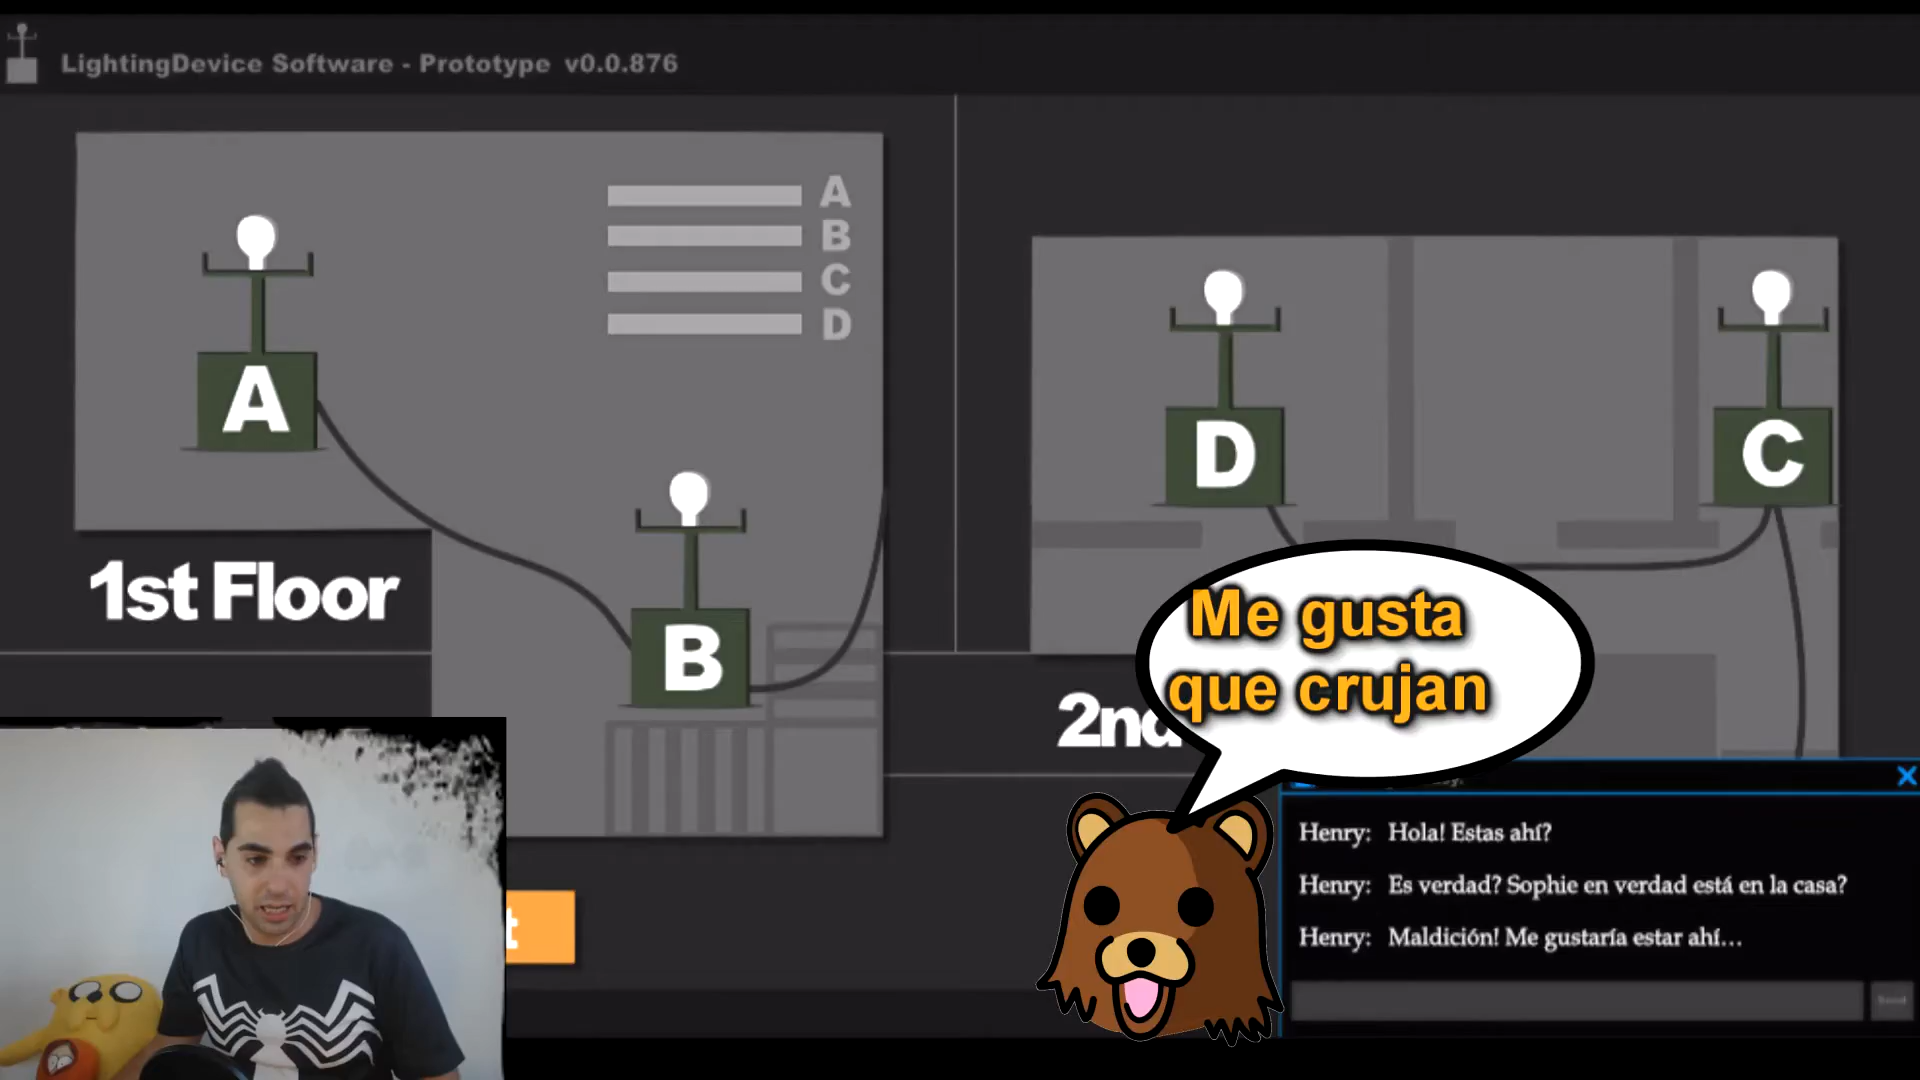 LightingDevice Software - Prototype v0.0.876
A
B
C
D
A
B
1st Floor
D
C
2nd
Me gusta
que crujan
Henry: Hola! Estas ahí?
Henry: Es verdad? Sophie en verdad está en la casa?
Henry: Maldición! Me gustaría estar ahí...
Send
t